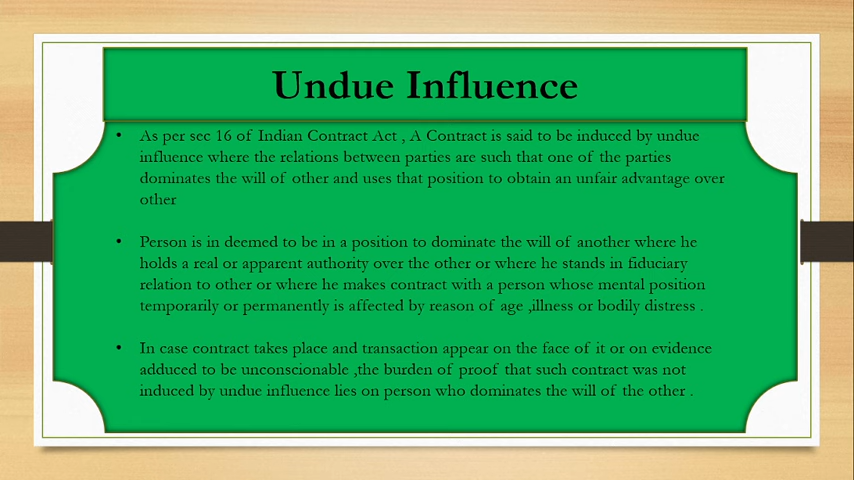 Undue Influence
• As per sec 16 of Indian Contract Act , A Contract is said to be induced by undue
influence where the relations between parties are such that one of the parties
dominates the will of other and uses that position to obtain an unfair advantage over
other
• Person is in deemed to be in a position to dominate the will of another where he
holds a real or apparent authority over the other or where he stands in fiduciary
relation to other or where he makes contract with a person whose mental position
temporarily or permanently is affected by reason of age ,illness or bodily distress .
• In case contract takes place and transaction appear on the face of it or on evidence
adduced to be unconscionable ,the burden of proof that such contract was not
induced by undue influence lies on person who dominates the will of the other .